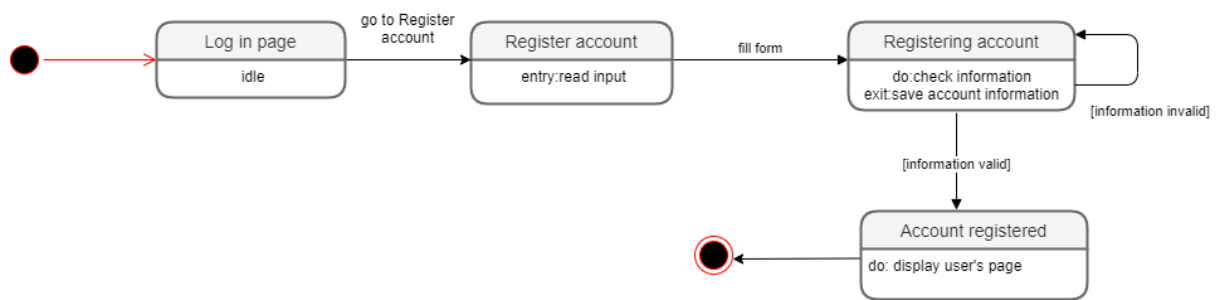 Log in page
idle
go to Register
account
Register account
entry:read input
fill form
Registering account
do:check information
exit:save account information
[information invalid]
[information valid]
Account registered
do: display user's page